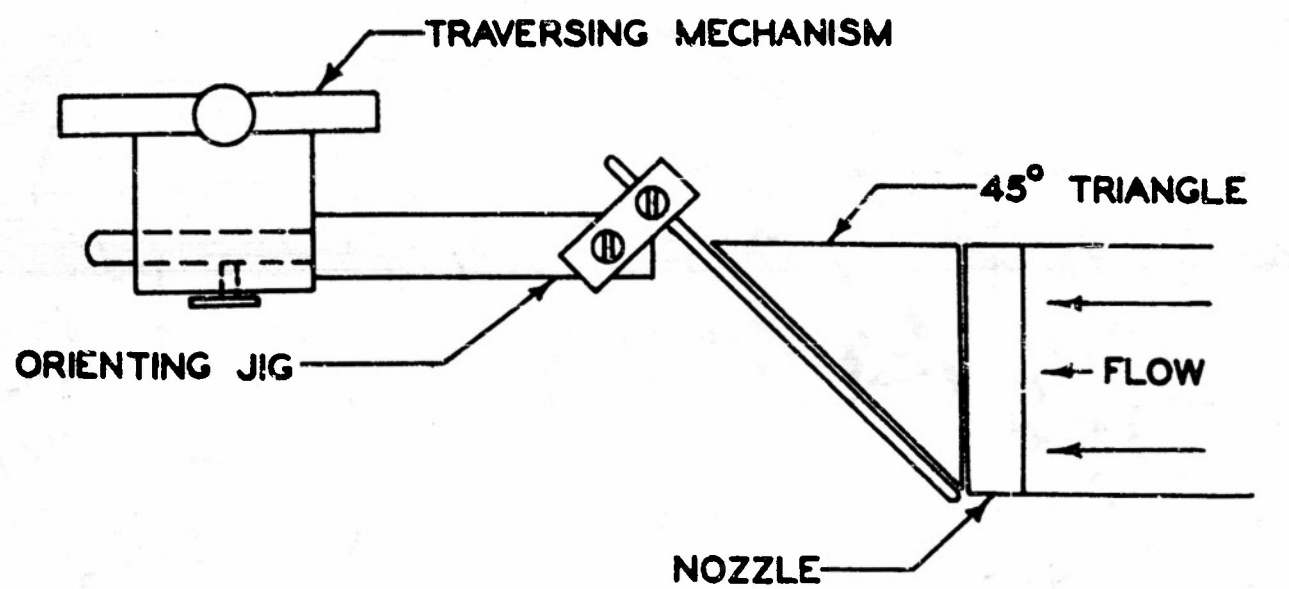 TRAVERSING MECHANISM
45° TRIANGLE
ORIENTING JIG
FLOW
NOZZLE